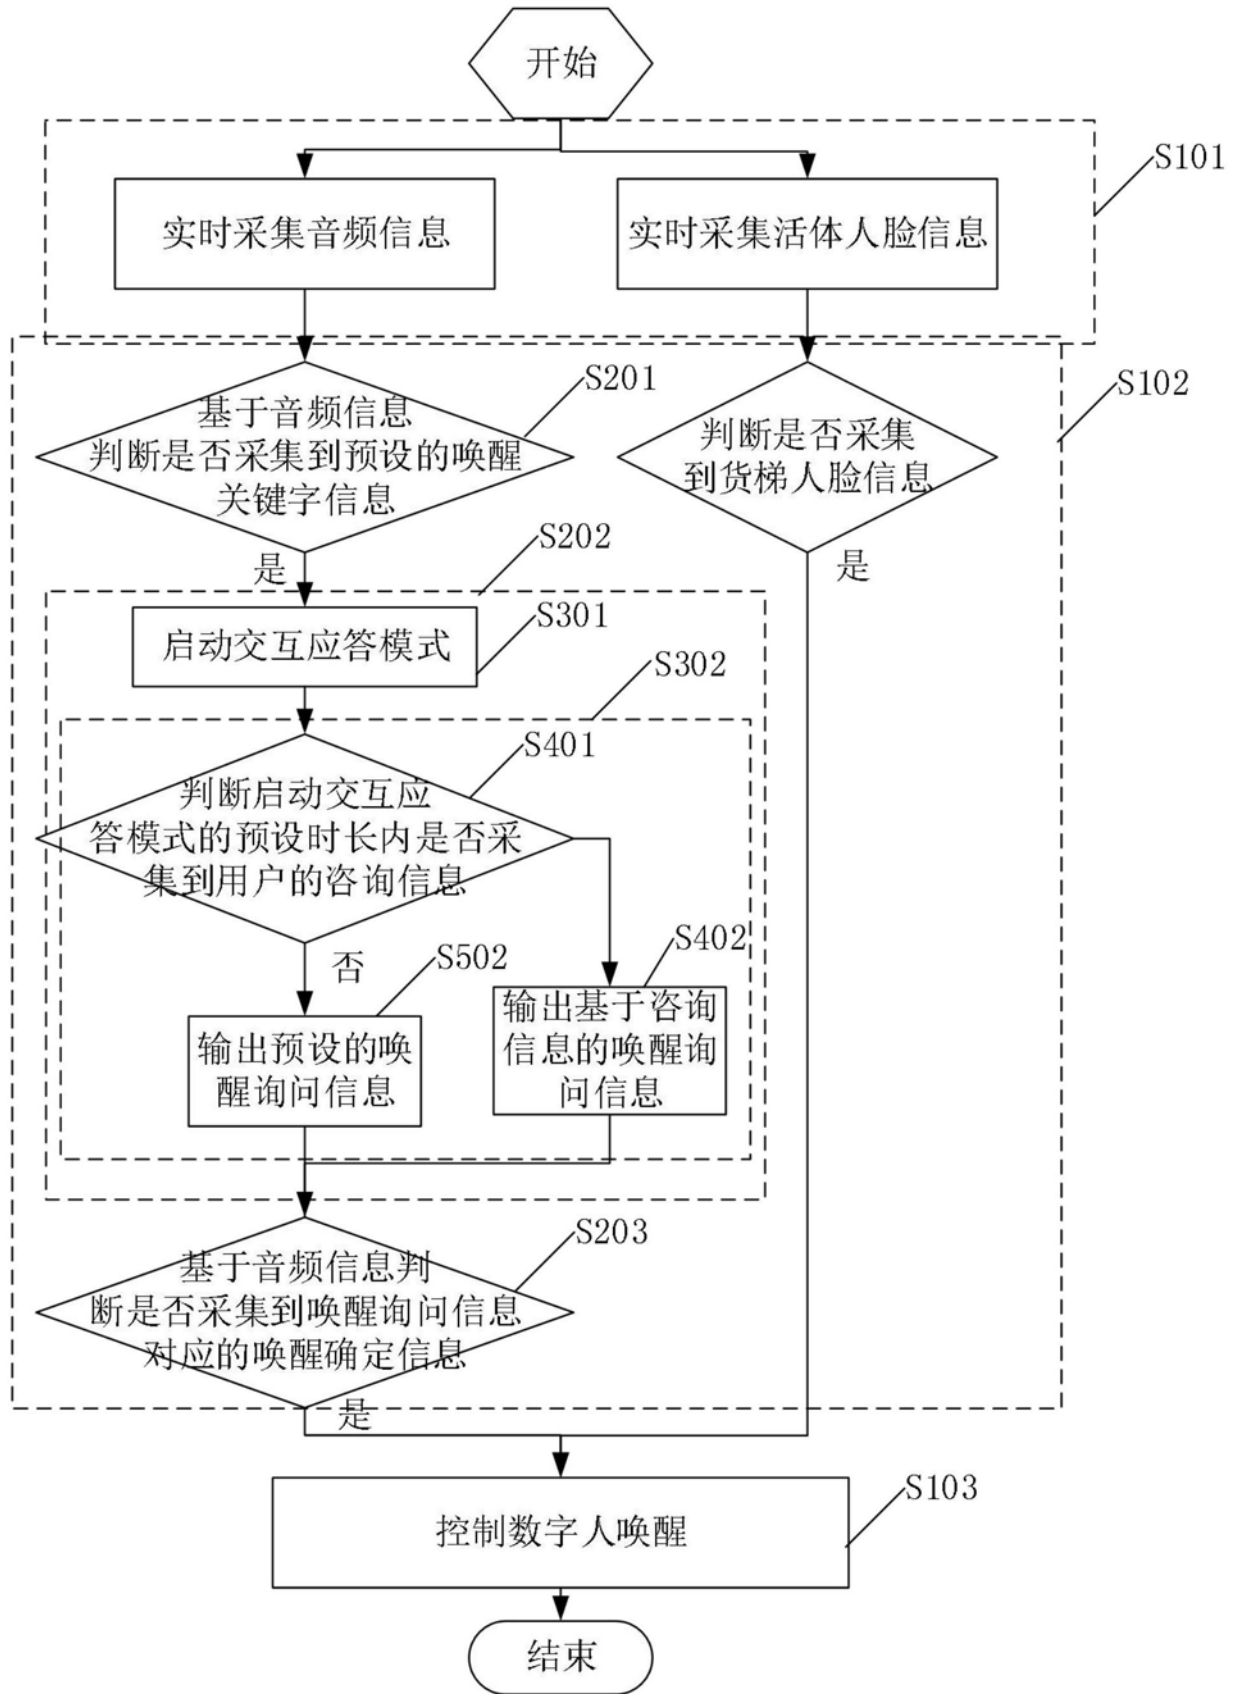 开始
S101
实时采集音频信息
实时采集活体人脸信息
S102
S201
基于音频信息
判断是否采集到预设的唤醒
关键字信息
判断是否采集
到货梯人脸信息
是
是
S202
启动交互应答模式
S301
S302
S401
判断启动交互应
答模式的预设时长内是否采
集到用户的咨询信息
否
S502
输出预设的唤
醒询问信息
S402
输出基于咨询
信息的唤醒询
问信息
S203
基于音频信息判
断是否采集到唤醒询问信息
对应的唤醒确定信息
是
S103
控制数字人唤醒
结束